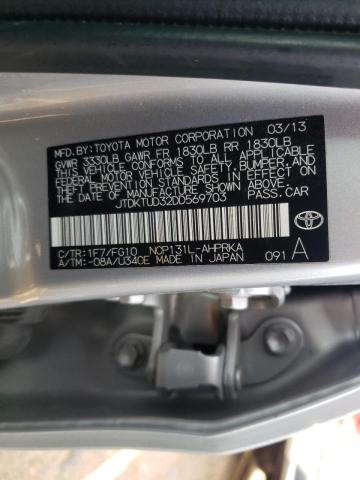 MFD.BY:TOYOTA MOTOR CORPORATION 03/13
GVWR 3330LB GAWR FR 1830LB RR 1830LB
THIS VEHICLE CONFORMS TO ALL APPLICABLE
FEDERAL MOTOR VEHICLE SAFETY, BUMPER, AND
THEFT PREVENTION STANDARDS IN EFFECT ON
THE DATE OF MANUFACTURE SHOWN ABOVE.
JTDKTUD32DD569703 PASS.CAR
C/TR:1F7/FG10 NCP131L-AHPRKA
A/TM:-08A/U340E MADE IN JAPAN 091 A